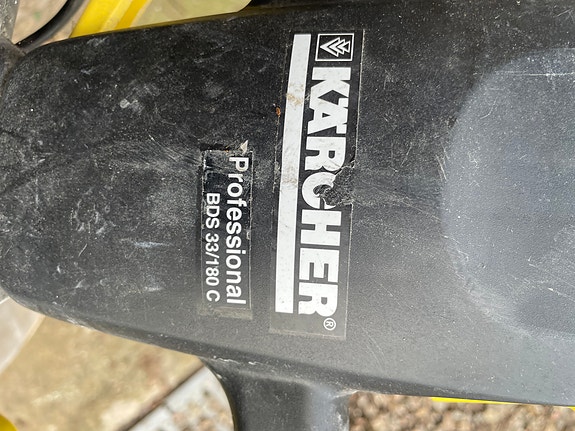 KÄRCHER®
Professional
BDS 33/180 C